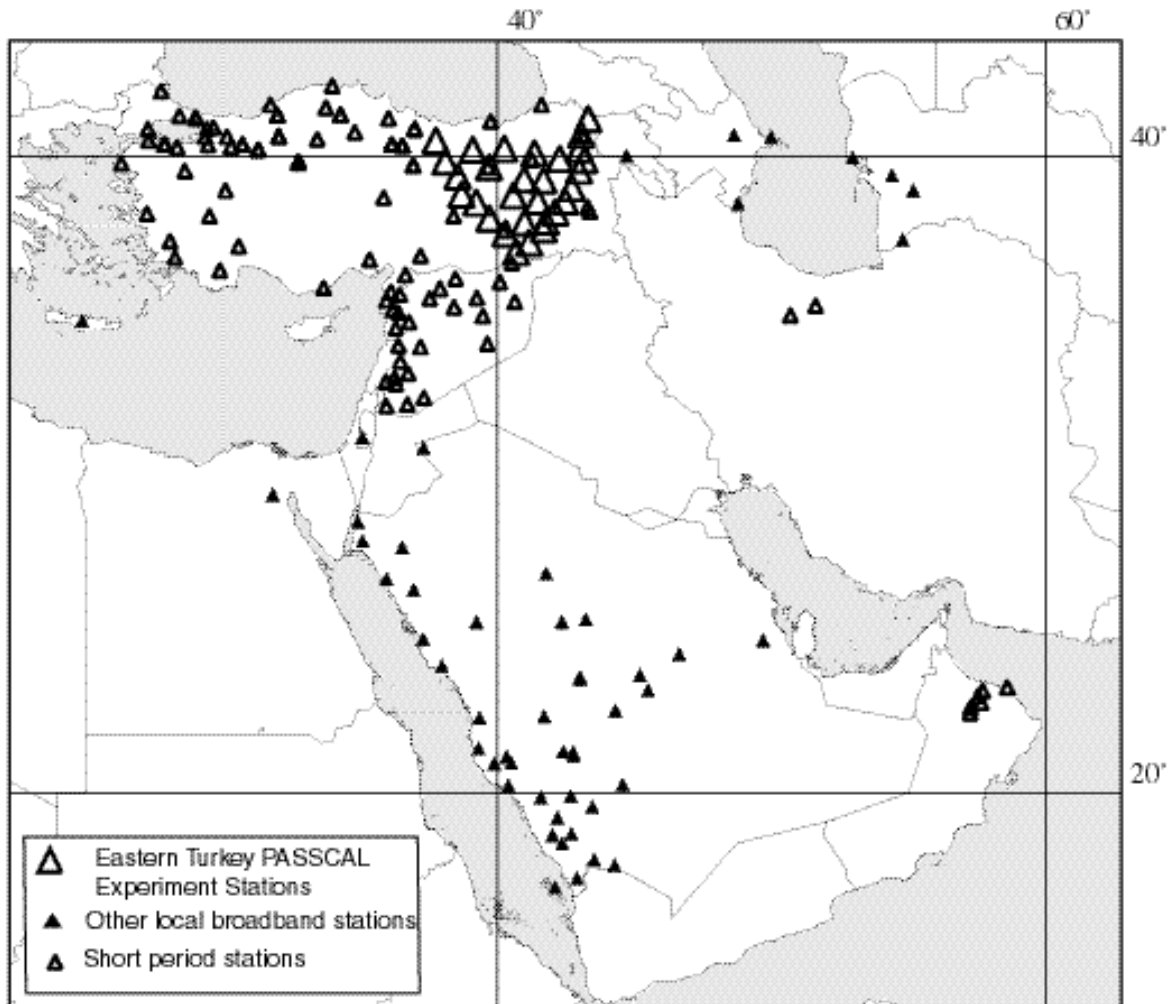 40°
60°
40°
20°
Eastern Turkey PASSCAL
Experiment Stations
Other local broadband stations
Short period stations